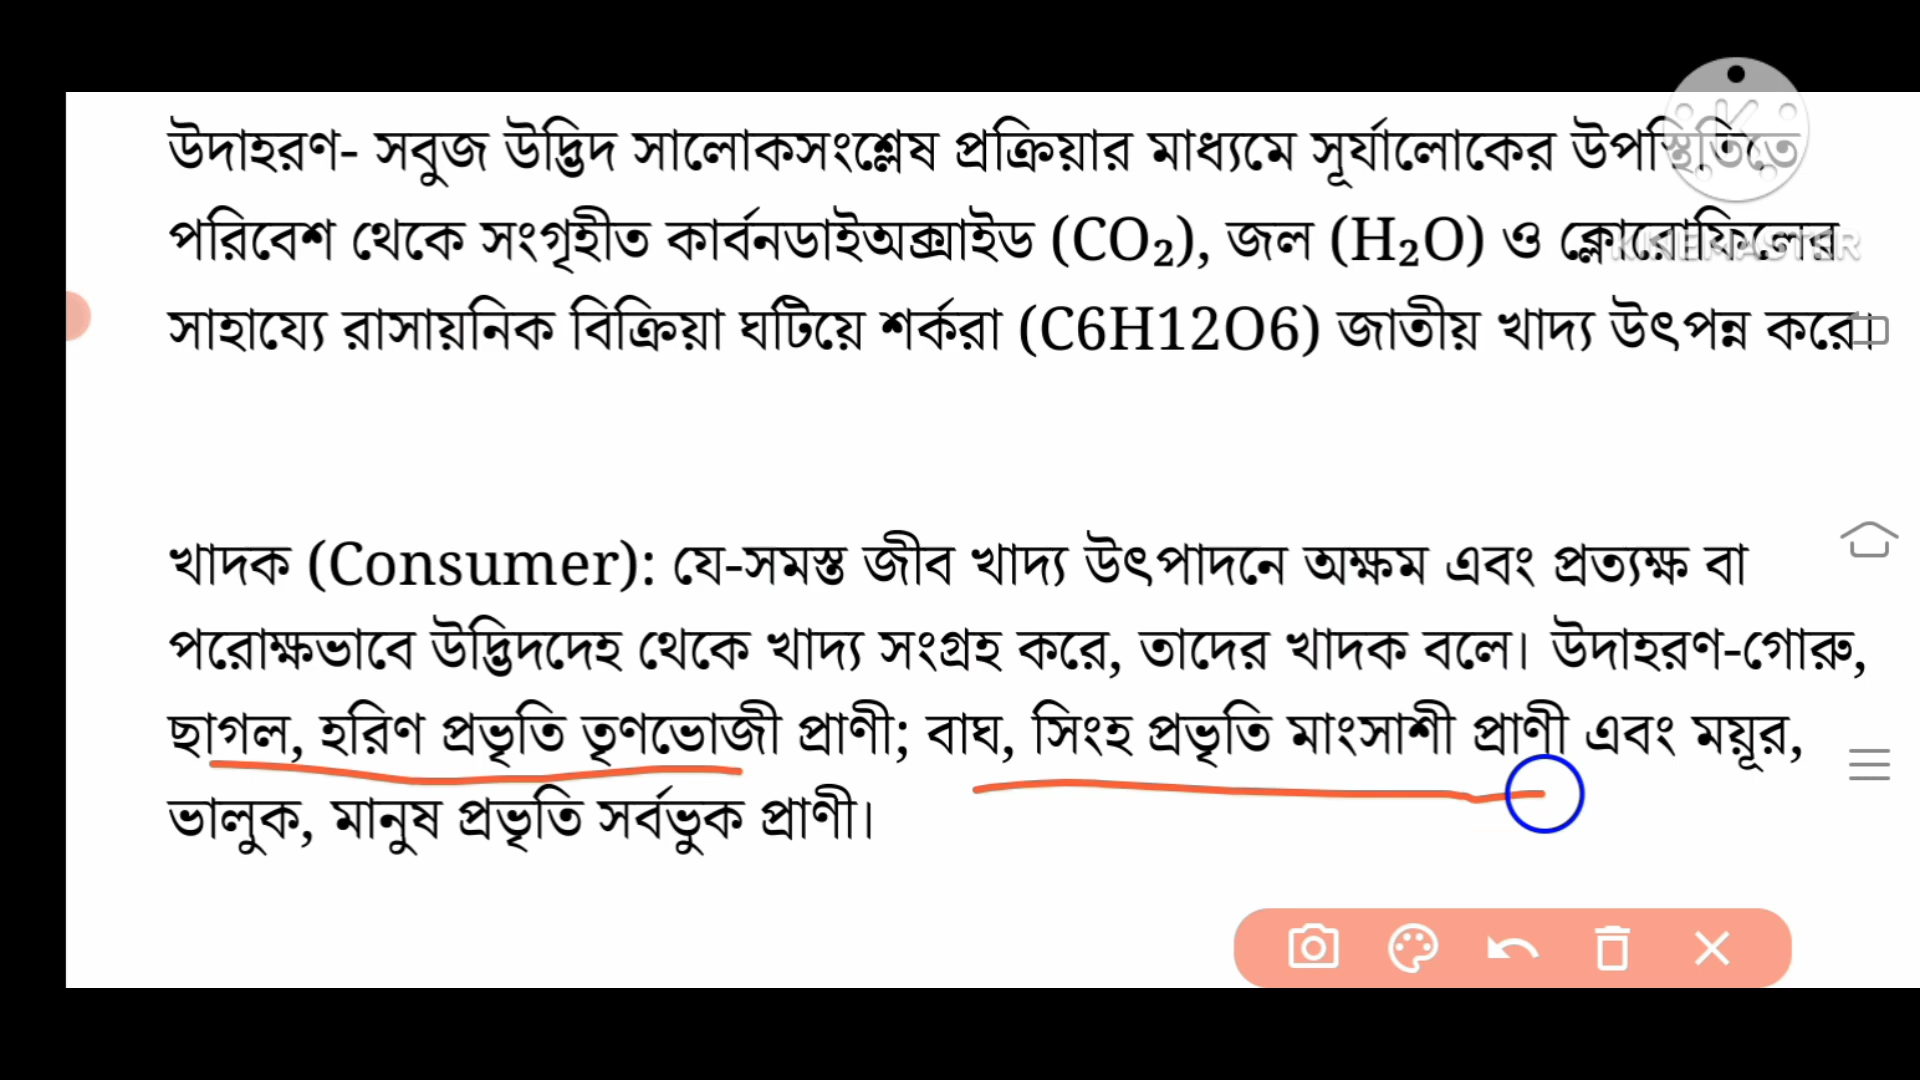 উদাহরণ- সবুজ উদ্ভিদ সালোকসংশ্লেষ প্রক্রিয়ার মাধ্যমে সূর্যালোকের উপস্থিতিতে
পরিবেশ থেকে সংগৃহীত কার্বনডাইঅক্সাইড (CO₂), জল (H₂O) ও ক্লোরোফিলের
KINEMASTER
সাহায্যে রাসায়নিক বিক্রিয়া ঘটিয়ে শর্করা (C6H12O6) জাতীয় খাদ্য উৎপন্ন করে।
খাদক (Consumer): যে-সমস্ত জীব খাদ্য উৎপাদনে অক্ষম এবং প্রত্যক্ষ বা
পরোক্ষভাবে উদ্ভিদদেহ থেকে খাদ্য সংগ্রহ করে, তাদের খাদক বলে। উদাহরণ-গোরু,
ছাগল, হরিণ প্রভৃতি তৃণভোজী প্রাণী; বাঘ, সিংহ প্রভৃতি মাংসাশী প্রাণী এবং ময়ূর,
ভালুক, মানুষ প্রভৃতি সর্বভুক প্রাণী।